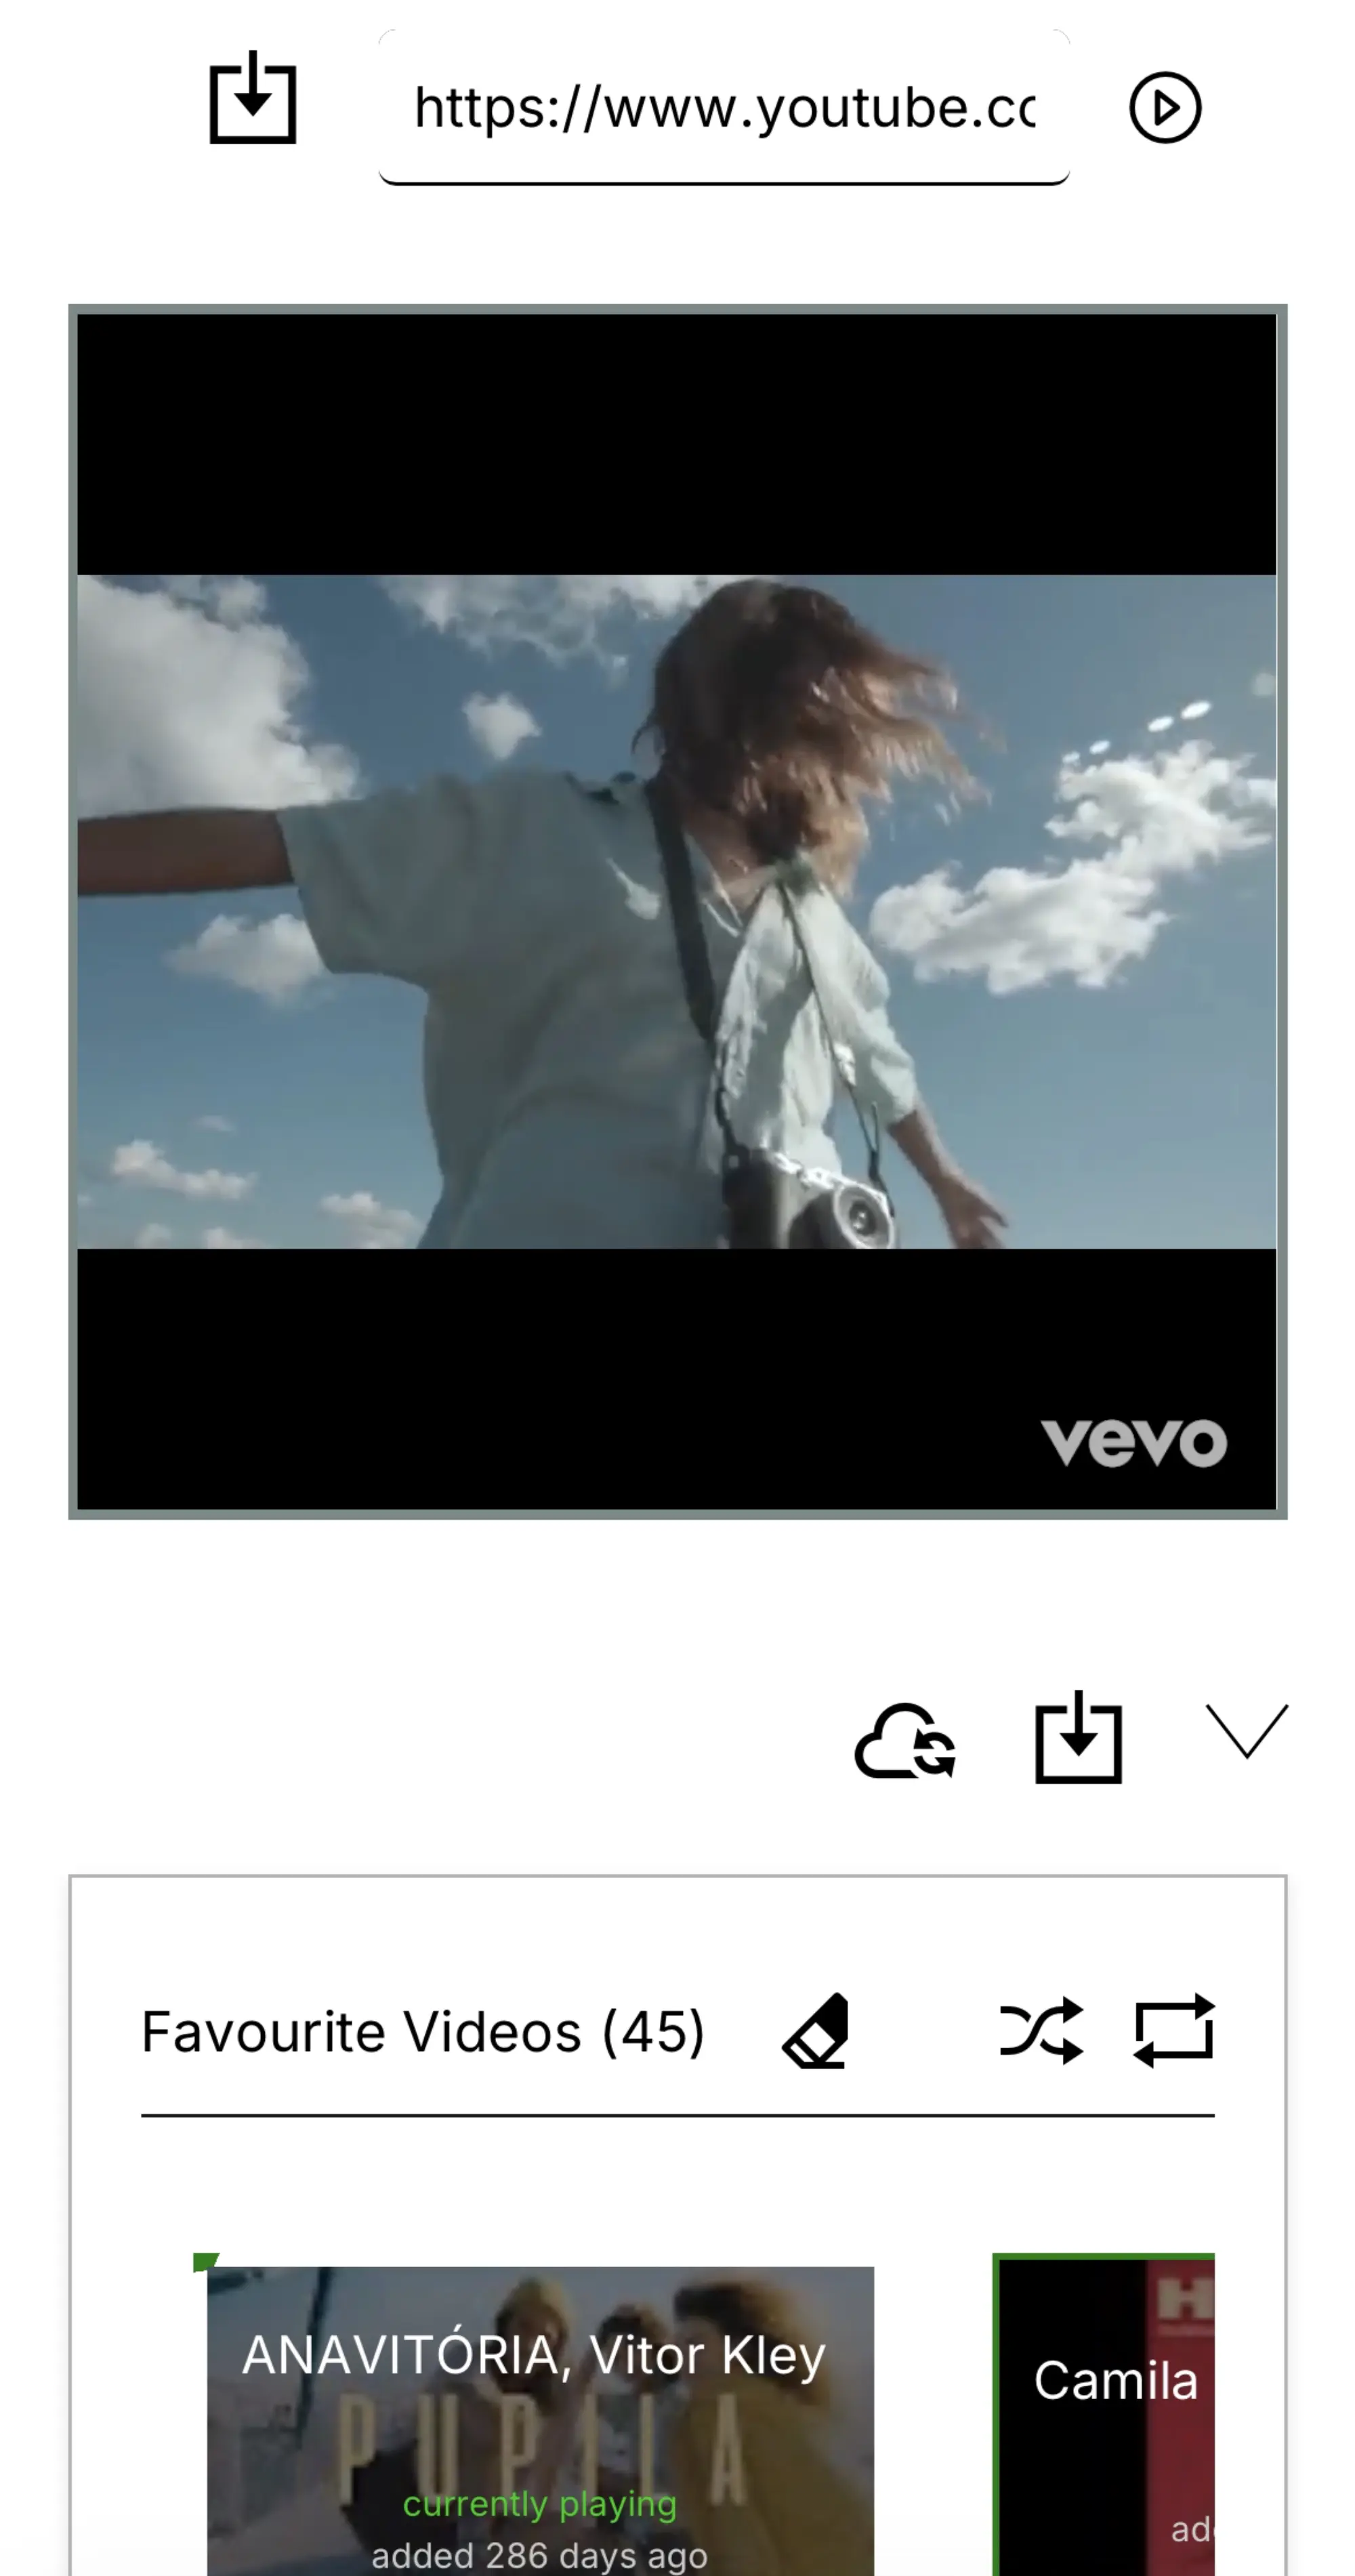 https://www.youtube.cc
vevo
Favourite Videos (45)
ANAVITÓRIA, Vitor Kley
PUPILA
currently playing
added 286 days ago
Camila